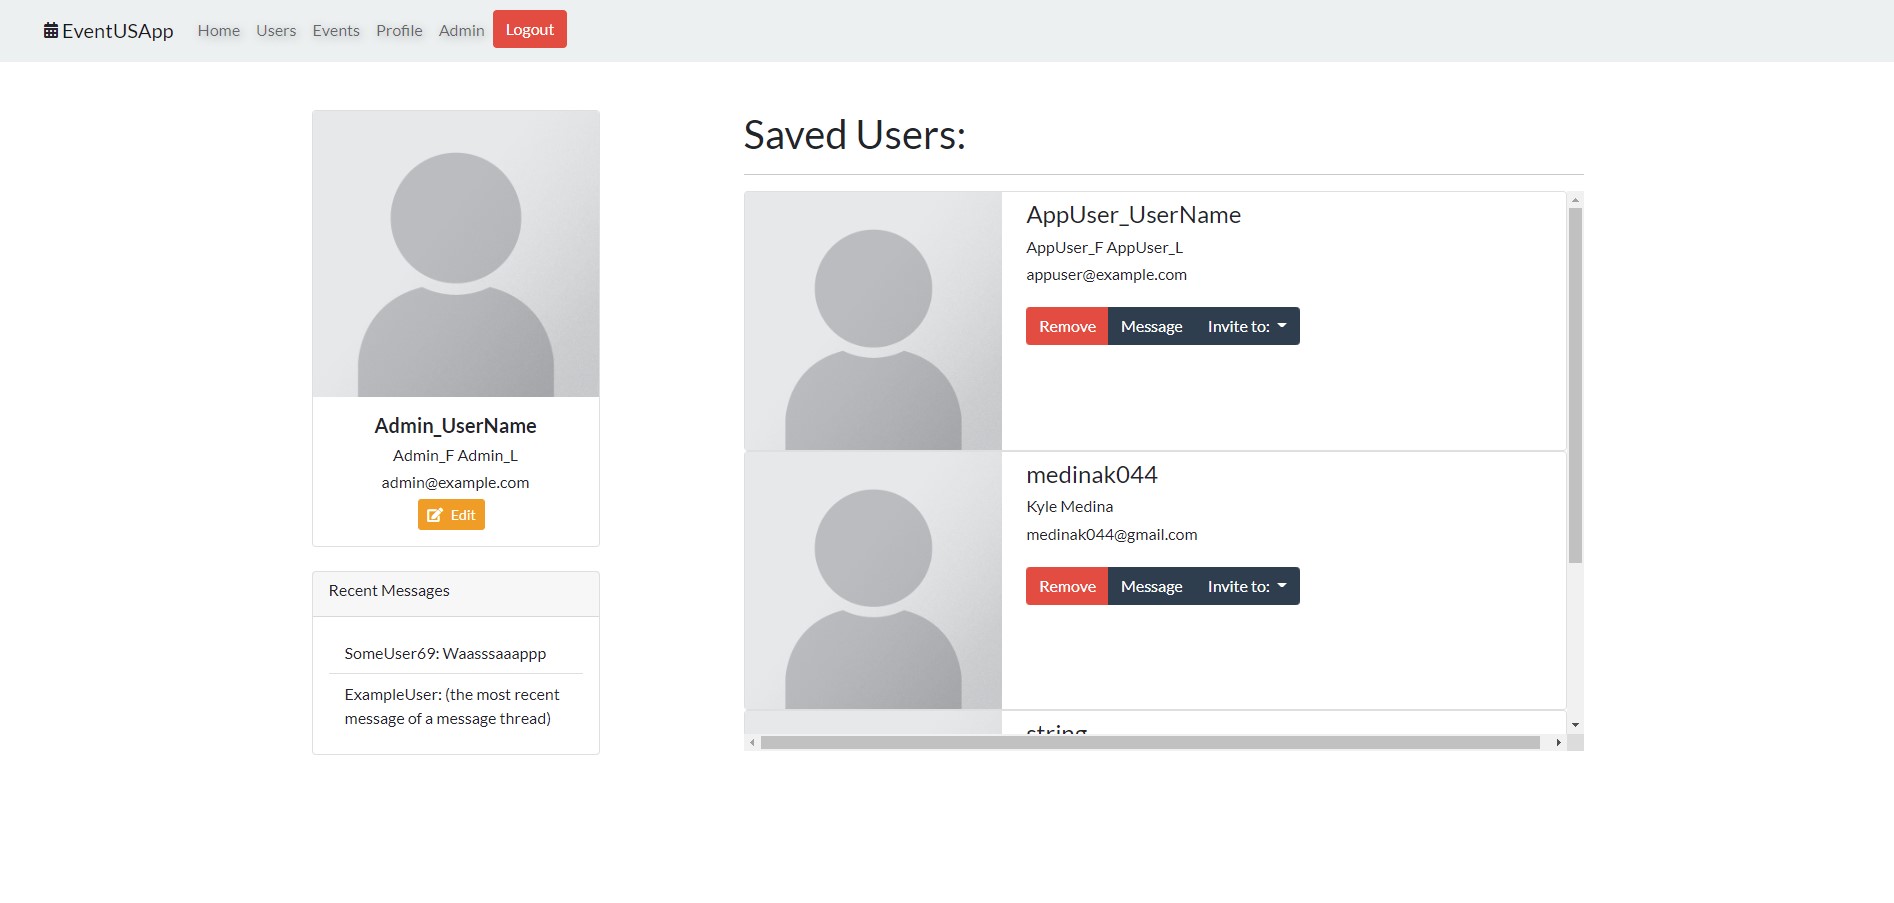 EventUSApp Home Users Events Profile Admin Logout
Admin_UserName
Admin_F Admin_L
admin@example.com
Edit
Recent Messages
SomeUser69: Waasssaaappp
ExampleUser: (the most recent
message of a message thread)
Saved Users:
AppUser_UserName
AppUser_F AppUser_L
appuser@example.com
Remove Message Invite to:
medinak044
Kyle Medina
medinak044@gmail.com
Remove Message Invite to:
string